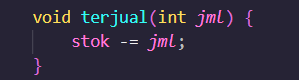 void terjual(int jml) {
    stok -= jml;
}